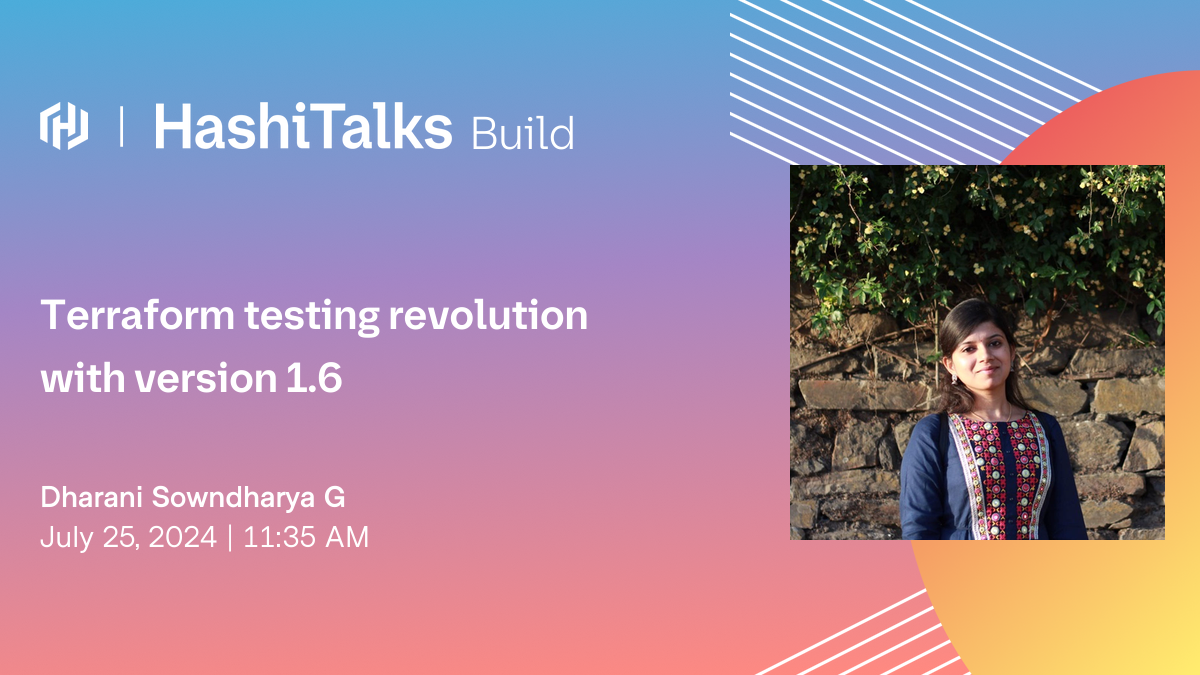 HashiTalks Build
Terraform testing revolution
with version 1.6
Dharani Sowndharya G
July 25, 2024 | 11:35 AM